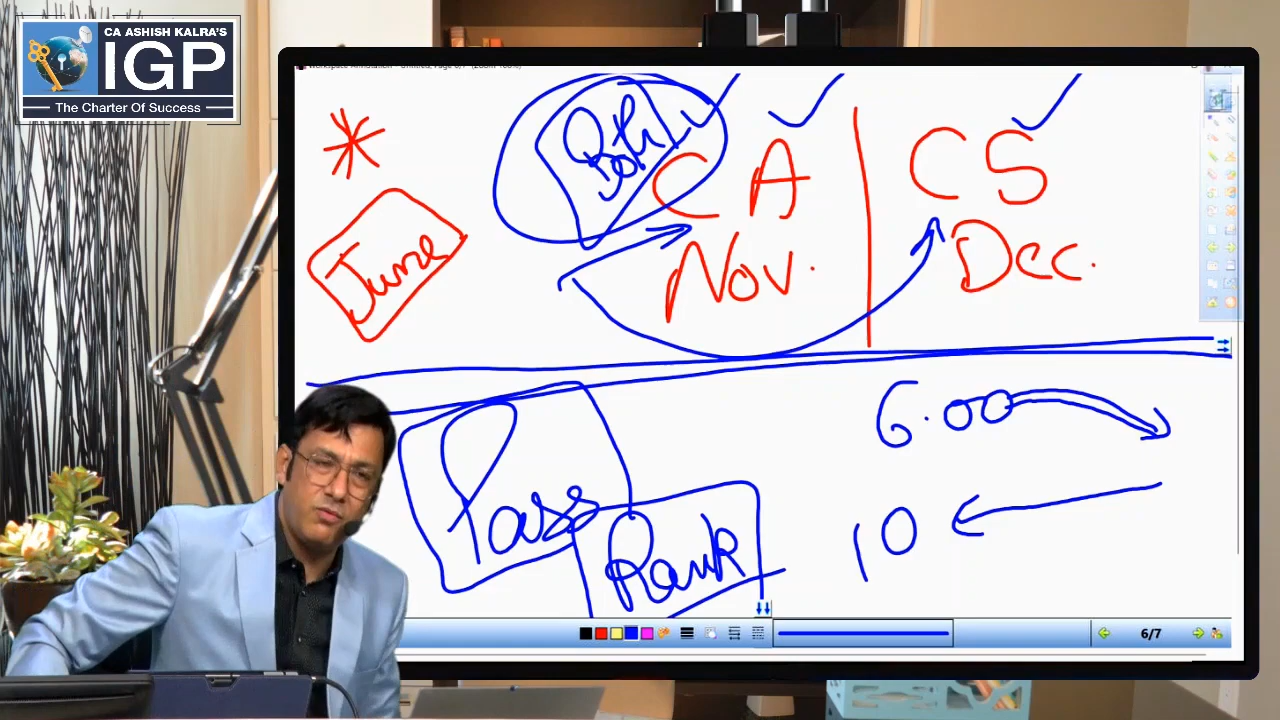 CA ASHISH KALRA'S
IGP
The Charter Of Success
Both
C A
CS
June
Nov.
Dec.
Pass
6.00
Rank
10
6/7